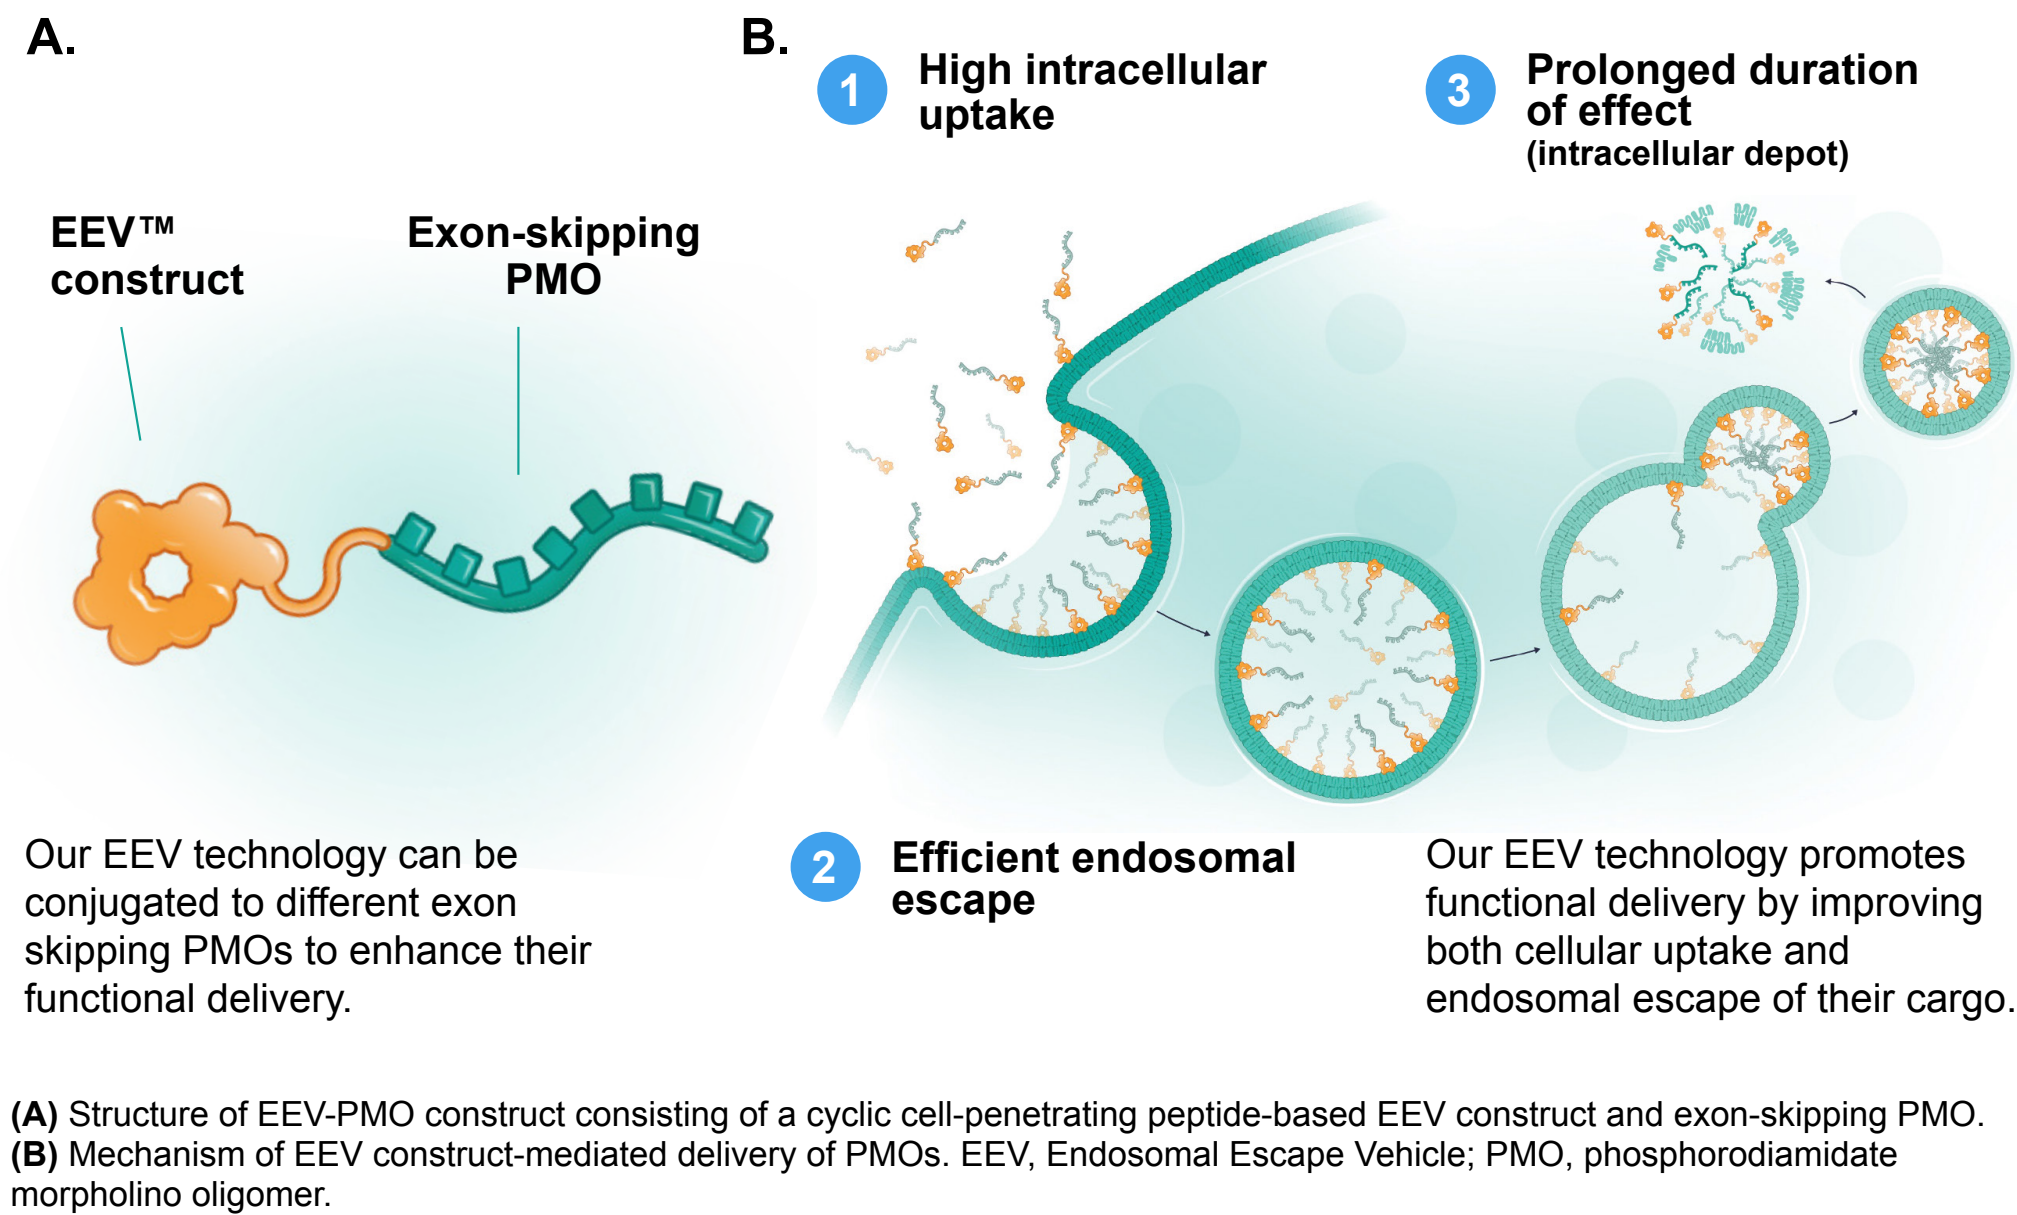 A.
EEV™
construct
Exon-skipping
PMO
Our EEV technology can be
conjugated to different exon
skipping PMOs to enhance their
functional delivery.
B.
1
High intracellular
uptake
3
Prolonged duration
of effect
(intracellular depot)
2
Efficient endosomal
escape
Our EEV technology promotes
functional delivery by improving
both cellular uptake and
endosomal escape of their cargo.
(A) Structure of EEV-PMO construct consisting of a cyclic cell-penetrating peptide-based EEV construct and exon-skipping PMO.
(B) Mechanism of EEV construct-mediated delivery of PMOs. EEV, Endosomal Escape Vehicle; PMO, phosphorodiamidate
morpholino oligomer.